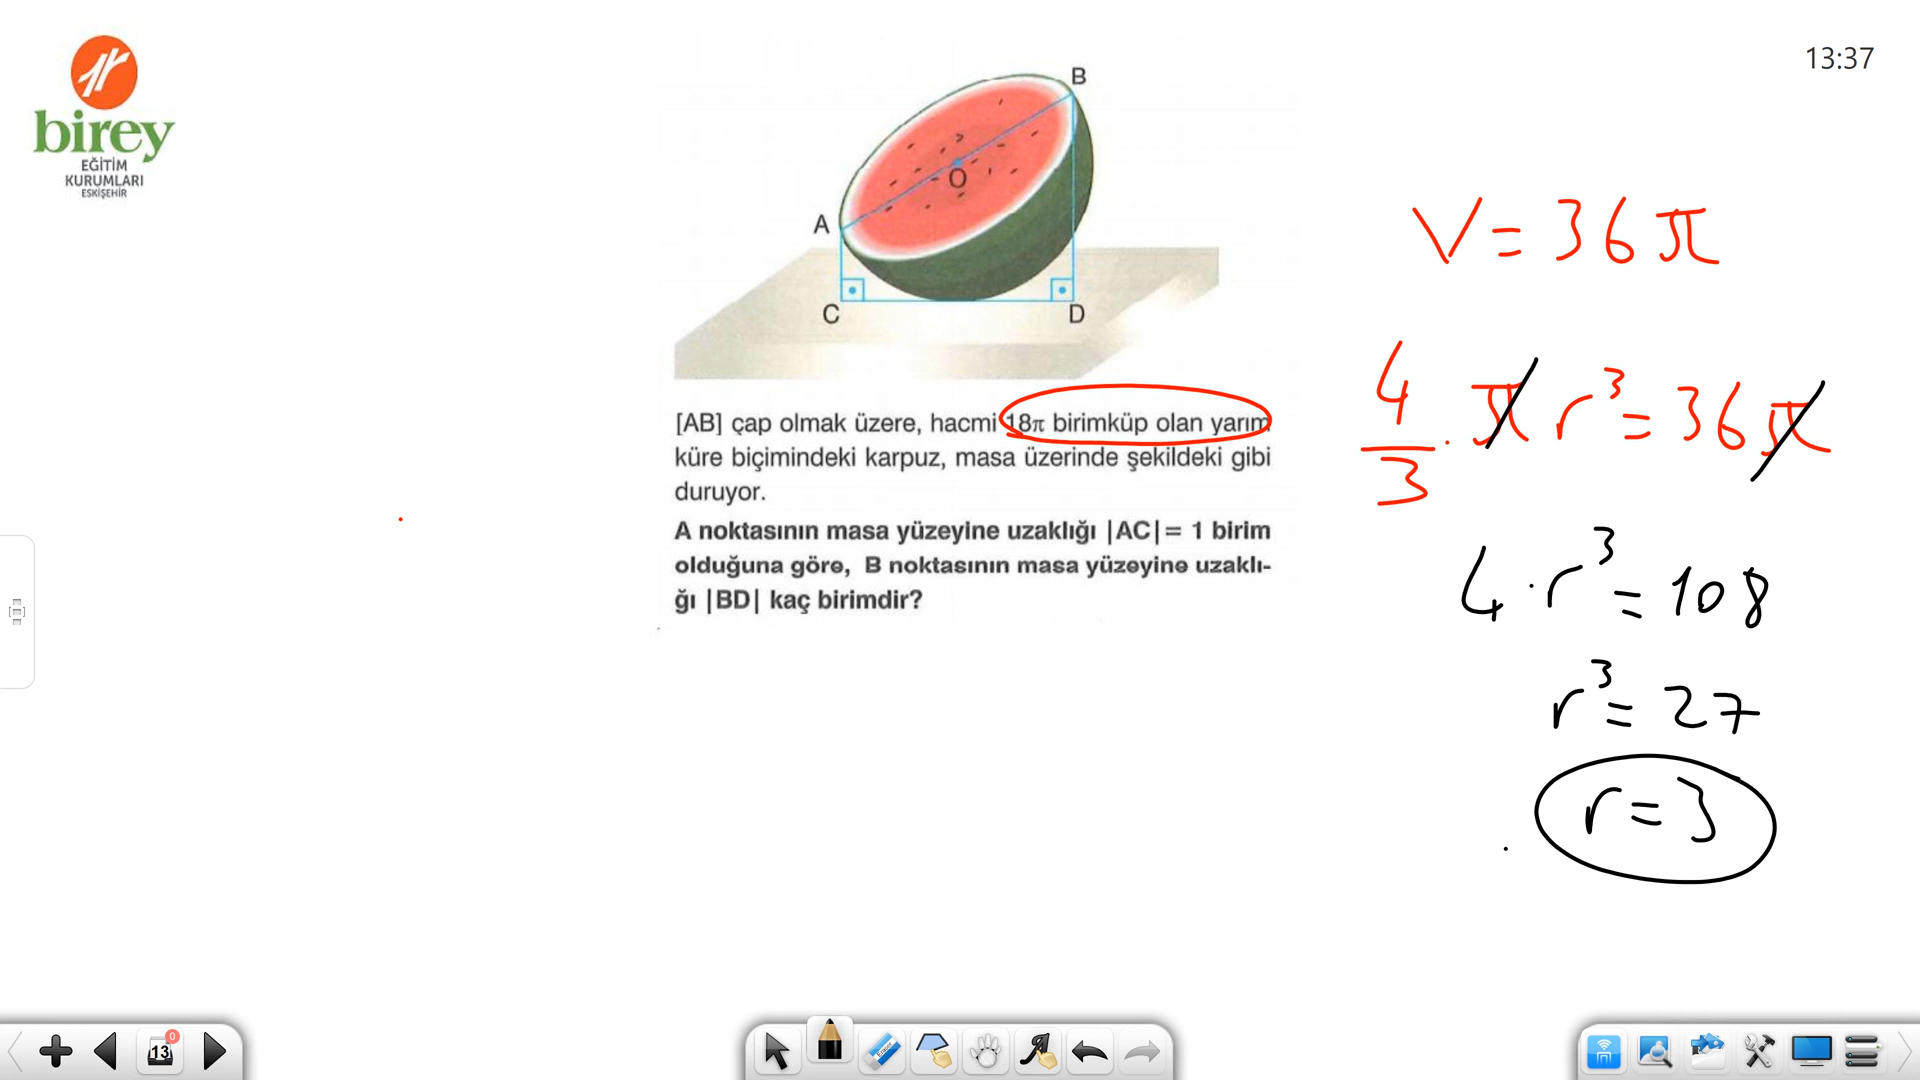 birey
EĞİTİM
KURUMLARI
ESKİŞEHİR
13:37
B
O
A
C
D
[AB] çap olmak üzere, hacmi 18π birimküp olan yarım
küre biçimindeki karpuz, masa üzerinde şekildeki gibi
duruyor.
A noktasının masa yüzeyine uzaklığı |AC|= 1 birim
olduğuna göre, B noktasının masa yüzeyine uzaklı-
ğı |BD| kaç birimdir?
V = 36π
4/3 . π r³ = 36π
4 . r³ = 108
r³ = 27
r = 3
13
0
Eraser